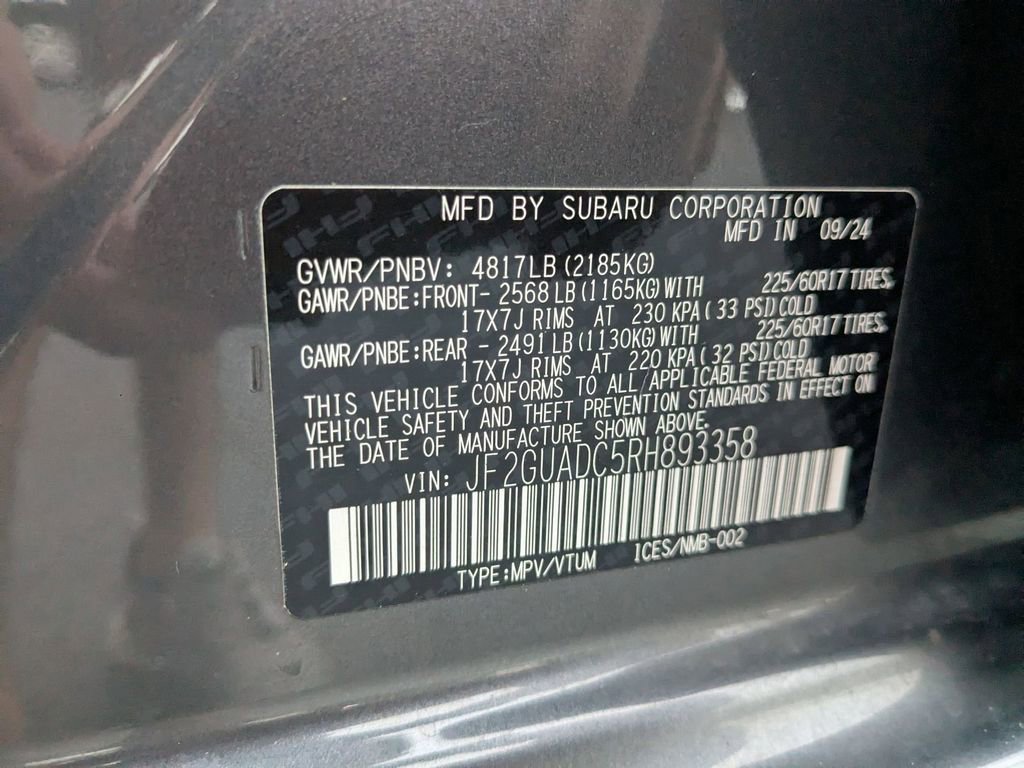 MFD BY SUBARU CORPORATION
MFD IN 09/24
GVWR/PNBV: 4817LB (2185KG)
GAWR/PNBE:FRONT- 2568 LB (1165KG) WITH 225/60R17 TIRES,
17X7J RIMS AT 230 KPA (33 PSI) COLD
GAWR/PNBE:REAR - 2491 LB (1130KG) WITH 225/60R17 TIRES,
17X7J RIMS AT 220 KPA (32 PSI) COLD
THIS VEHICLE CONFORMS TO ALL APPLICABLE FEDERAL MOTOR
VEHICLE SAFETY AND THEFT PREVENTION STANDARDS IN EFFECT ON
THE DATE OF MANUFACTURE SHOWN ABOVE.
VIN: JF2GUADC5RH893358
TYPE:MPV/VTUM 1CES/NMB-002